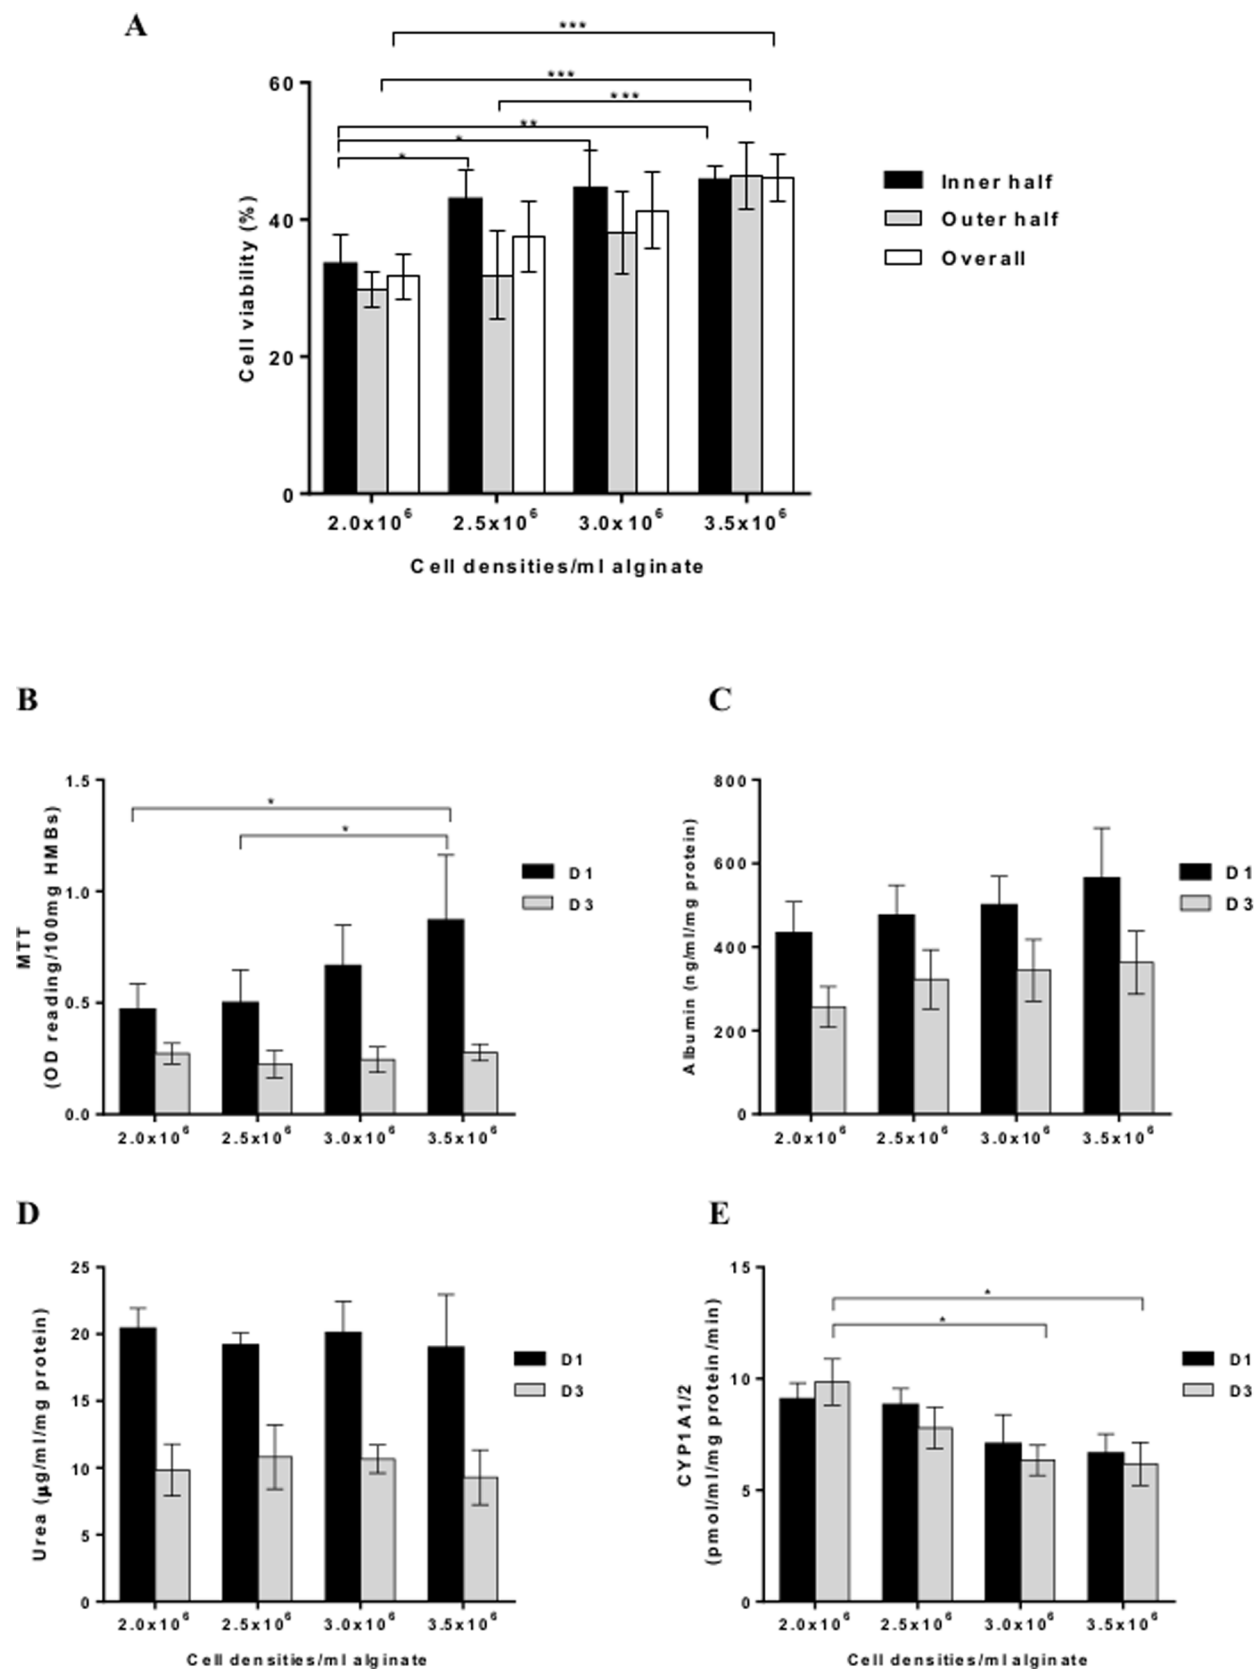 A
***
***
***
**
*
*
60
40
20
0
Cell viability (%)
Inner half
Outer half
Overall
2.0x10⁶ 2.5x10⁶ 3.0x10⁶ 3.5x10⁶
Cell densities/ml alginate
B
MTT
(OD reading/100mg HMBs)
1.5
1.0
0.5
0.0
*
*
D1
D3
2.0x10⁶ 2.5x10⁶ 3.0x10⁶ 3.5x10⁶
C
Albumin (ng/ml/mg protein)
800
600
400
200
0
D1
D3
2.0x10⁶ 2.5x10⁶ 3.0x10⁶ 3.5x10⁶
D
Urea (µg/ml/mg protein)
25
20
15
10
5
0
D1
D3
2.0x10⁶ 2.5x10⁶ 3.0x10⁶ 3.5x10⁶
Cell densities/ml alginate
E
CYP1A1/2
(pmol/ml/mg protein/min)
15
10
5
0
*
*
D1
D3
2.0x10⁶ 2.5x10⁶ 3.0x10⁶ 3.5x10⁶
Cell densities/ml alginate